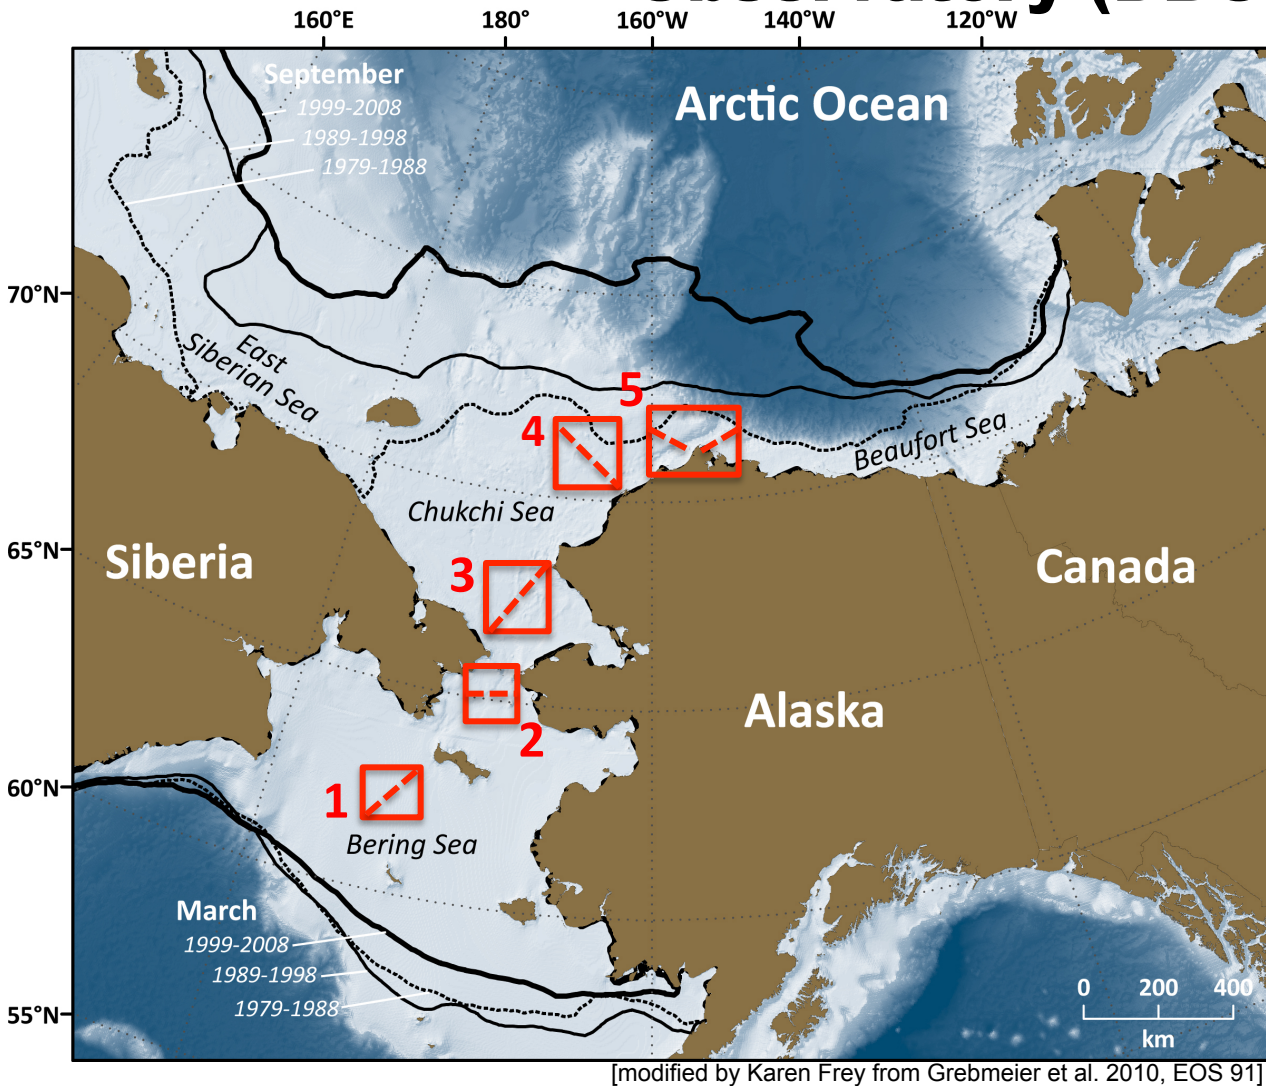 160°E 180° 160°W 140°W 120°W
September
1999-2008
1989-1998
1979-1988
Arctic Ocean
70°N
East
Siberian Sea
5
4
Beaufort Sea
Chukchi Sea
65°N
Siberia
3
Canada
Alaska
2
60°N
1
Bering Sea
March
1999-2008
1989-1998
1979-1988
0 200 400
km
55°N
[modified by Karen Frey from Grebmeier et al. 2010, EOS 91]